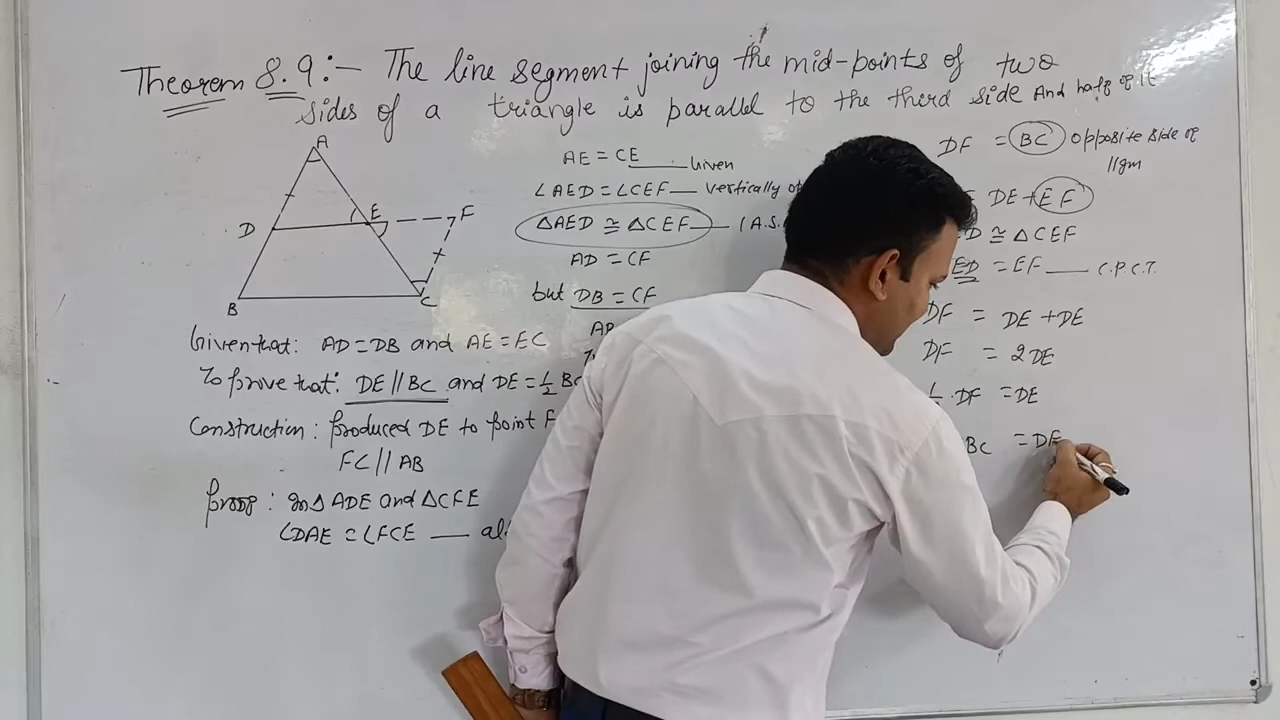 Theorem 8.9:- The line segment joining the mid-points of two
sides of a triangle is parallel to the third side And half of it
A
D
E
F
B
C
Given that: AD=DB and AE=EC
To prove that: DE//BC and DE=1/2 BC
Construction: produced DE to point F
FC//AB
Proof: In △ ADE and △CFE
∠DAE=∠FCE — al
AE=CE — Given
∠AED=∠CEF — vertically
△AED ≅ △CEF — (A.S.
AD=CF
but DB=CF
DF = BC opposite side of
//gm
DE+EF
≅ △CEF
ED = EF — C.P.C.T.
DF = DE+DE
DF = 2DE
DF = DE
BC = DE